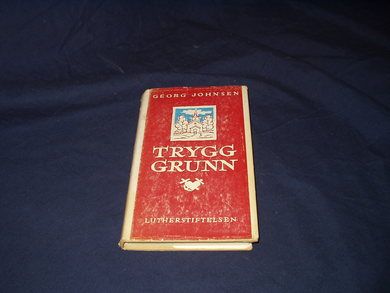 GEORG JOHNSEN
TRYGG
GRUNN
LUTHERSTIFTELSEN